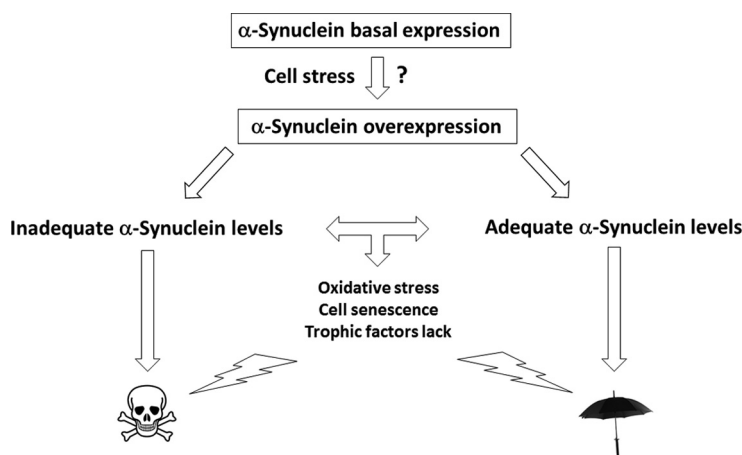 α-Synuclein basal expression
Cell stress ?
α-Synuclein overexpression
Inadequate α-Synuclein levels
Adequate α-Synuclein levels
Oxidative stress
Cell senescence
Trophic factors lack